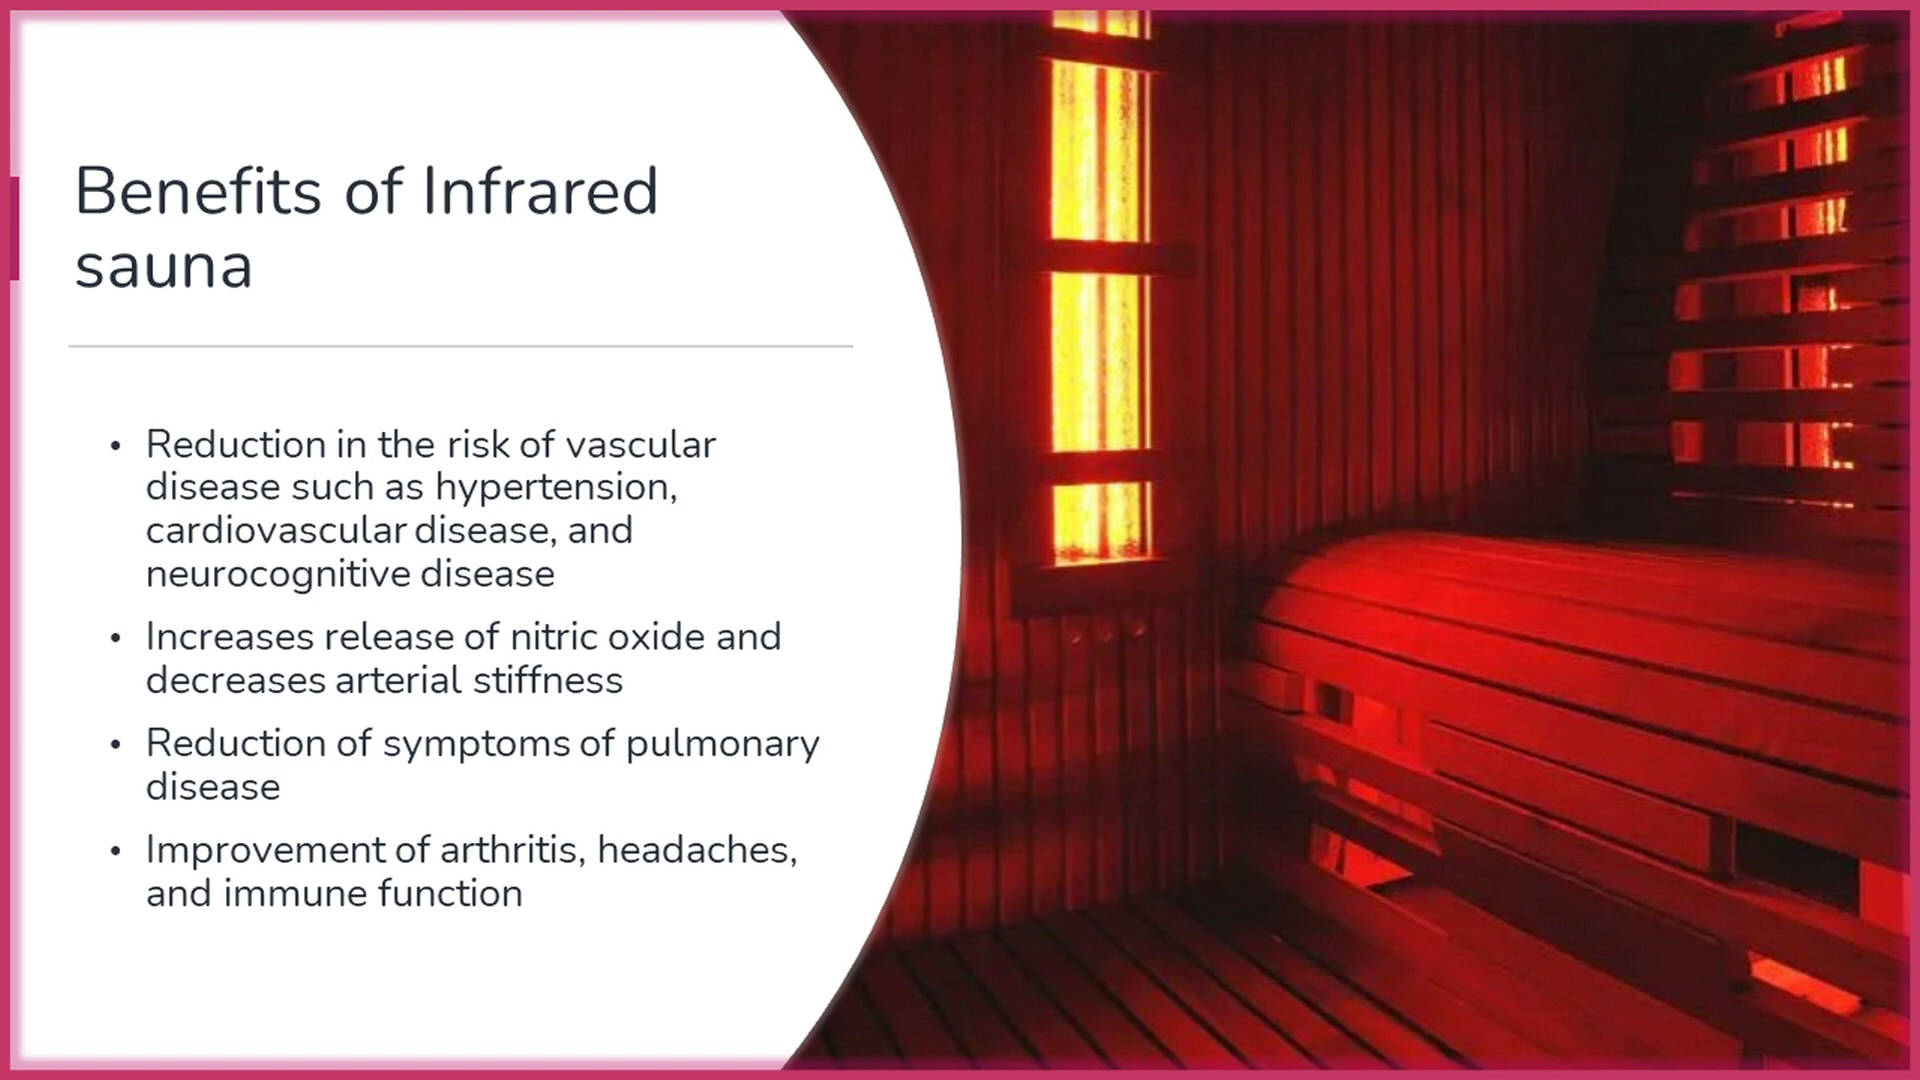 Benefits of Infrared
sauna
• Reduction in the risk of vascular
disease such as hypertension,
cardiovascular disease, and
neurocognitive disease
• Increases release of nitric oxide and
decreases arterial stiffness
• Reduction of symptoms of pulmonary
disease
• Improvement of arthritis, headaches,
and immune function